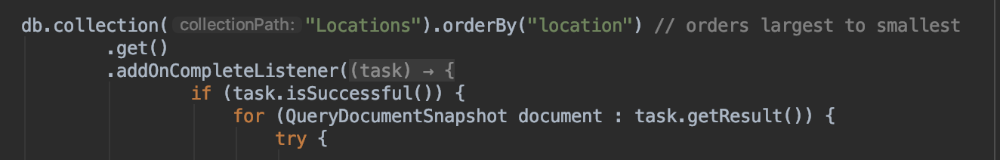 db.collection( collectionPath: "Locations").orderBy("location") // orders largest to smallest
.get()
.addOnCompleteListener((task) → {
if (task.isSuccessful()) {
for (QueryDocumentSnapshot document : task.getResult()) {
try {